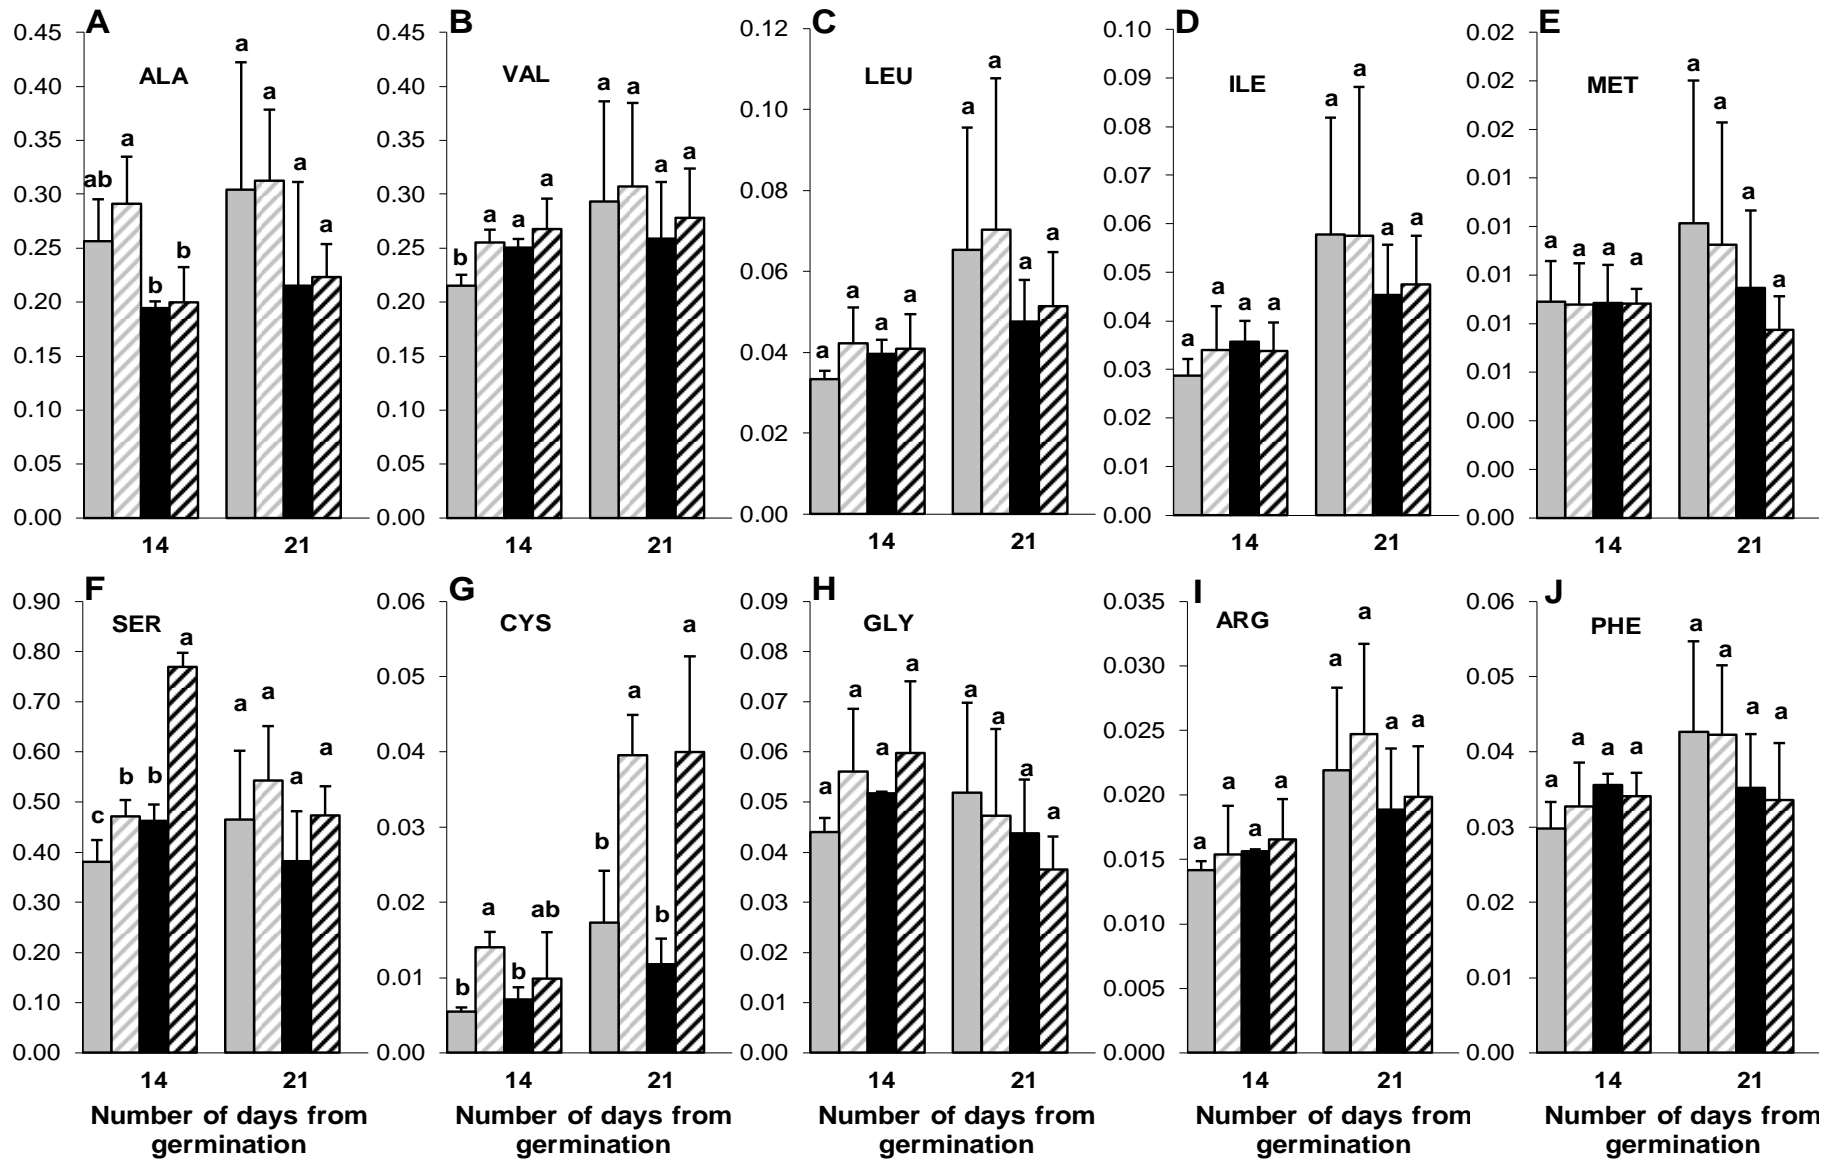 A B C D E
0.45 0.45 0.12 0.10 0.02
a
ALA VAL LEU ILE MET
0.40 0.40 0.10 0.09 0.02
0.35 0.35 0.08 0.08 0.02
0.30 0.30 0.06 0.07 0.01
0.25 0.25 0.04 0.06 0.01
0.20 0.20 0.02 0.05 0.01
0.15 0.15 0.00 0.04 0.01
0.10 0.10 0.03 0.01
0.05 0.05 0.02 0.00
0.00 0.00 0.01 0.00
0.00 0.00
ab a b b a a a
b a a a a a a a
a a a a a a a a
a a a a a a a a
a a a a a a a a
14 21 14 21 14 21 14 21 14 21
F G H I J
SER CYS GLY ARG PHE
0.90 0.06 0.09 0.035 0.06
0.80 0.05 0.08 0.030 0.05
0.70 0.04 0.07 0.025 0.04
0.60 0.03 0.06 0.020 0.03
0.50 0.02 0.05 0.015 0.02
0.40 0.01 0.04 0.010 0.01
0.30 0.00 0.03 0.005 0.00
0.20 0.02 0.000
0.10 0.01
0.00 0.00
c b b a a a a a
b a b ab b a b a
a a a a a a a a
a a a a a a a a
a a a a a a a a
14 21 14 21 14 21 14 21 14 21
Number of days from
germination
Number of days from
germination
Number of days from
germination
Number of days from
germination
Number of days from
germination